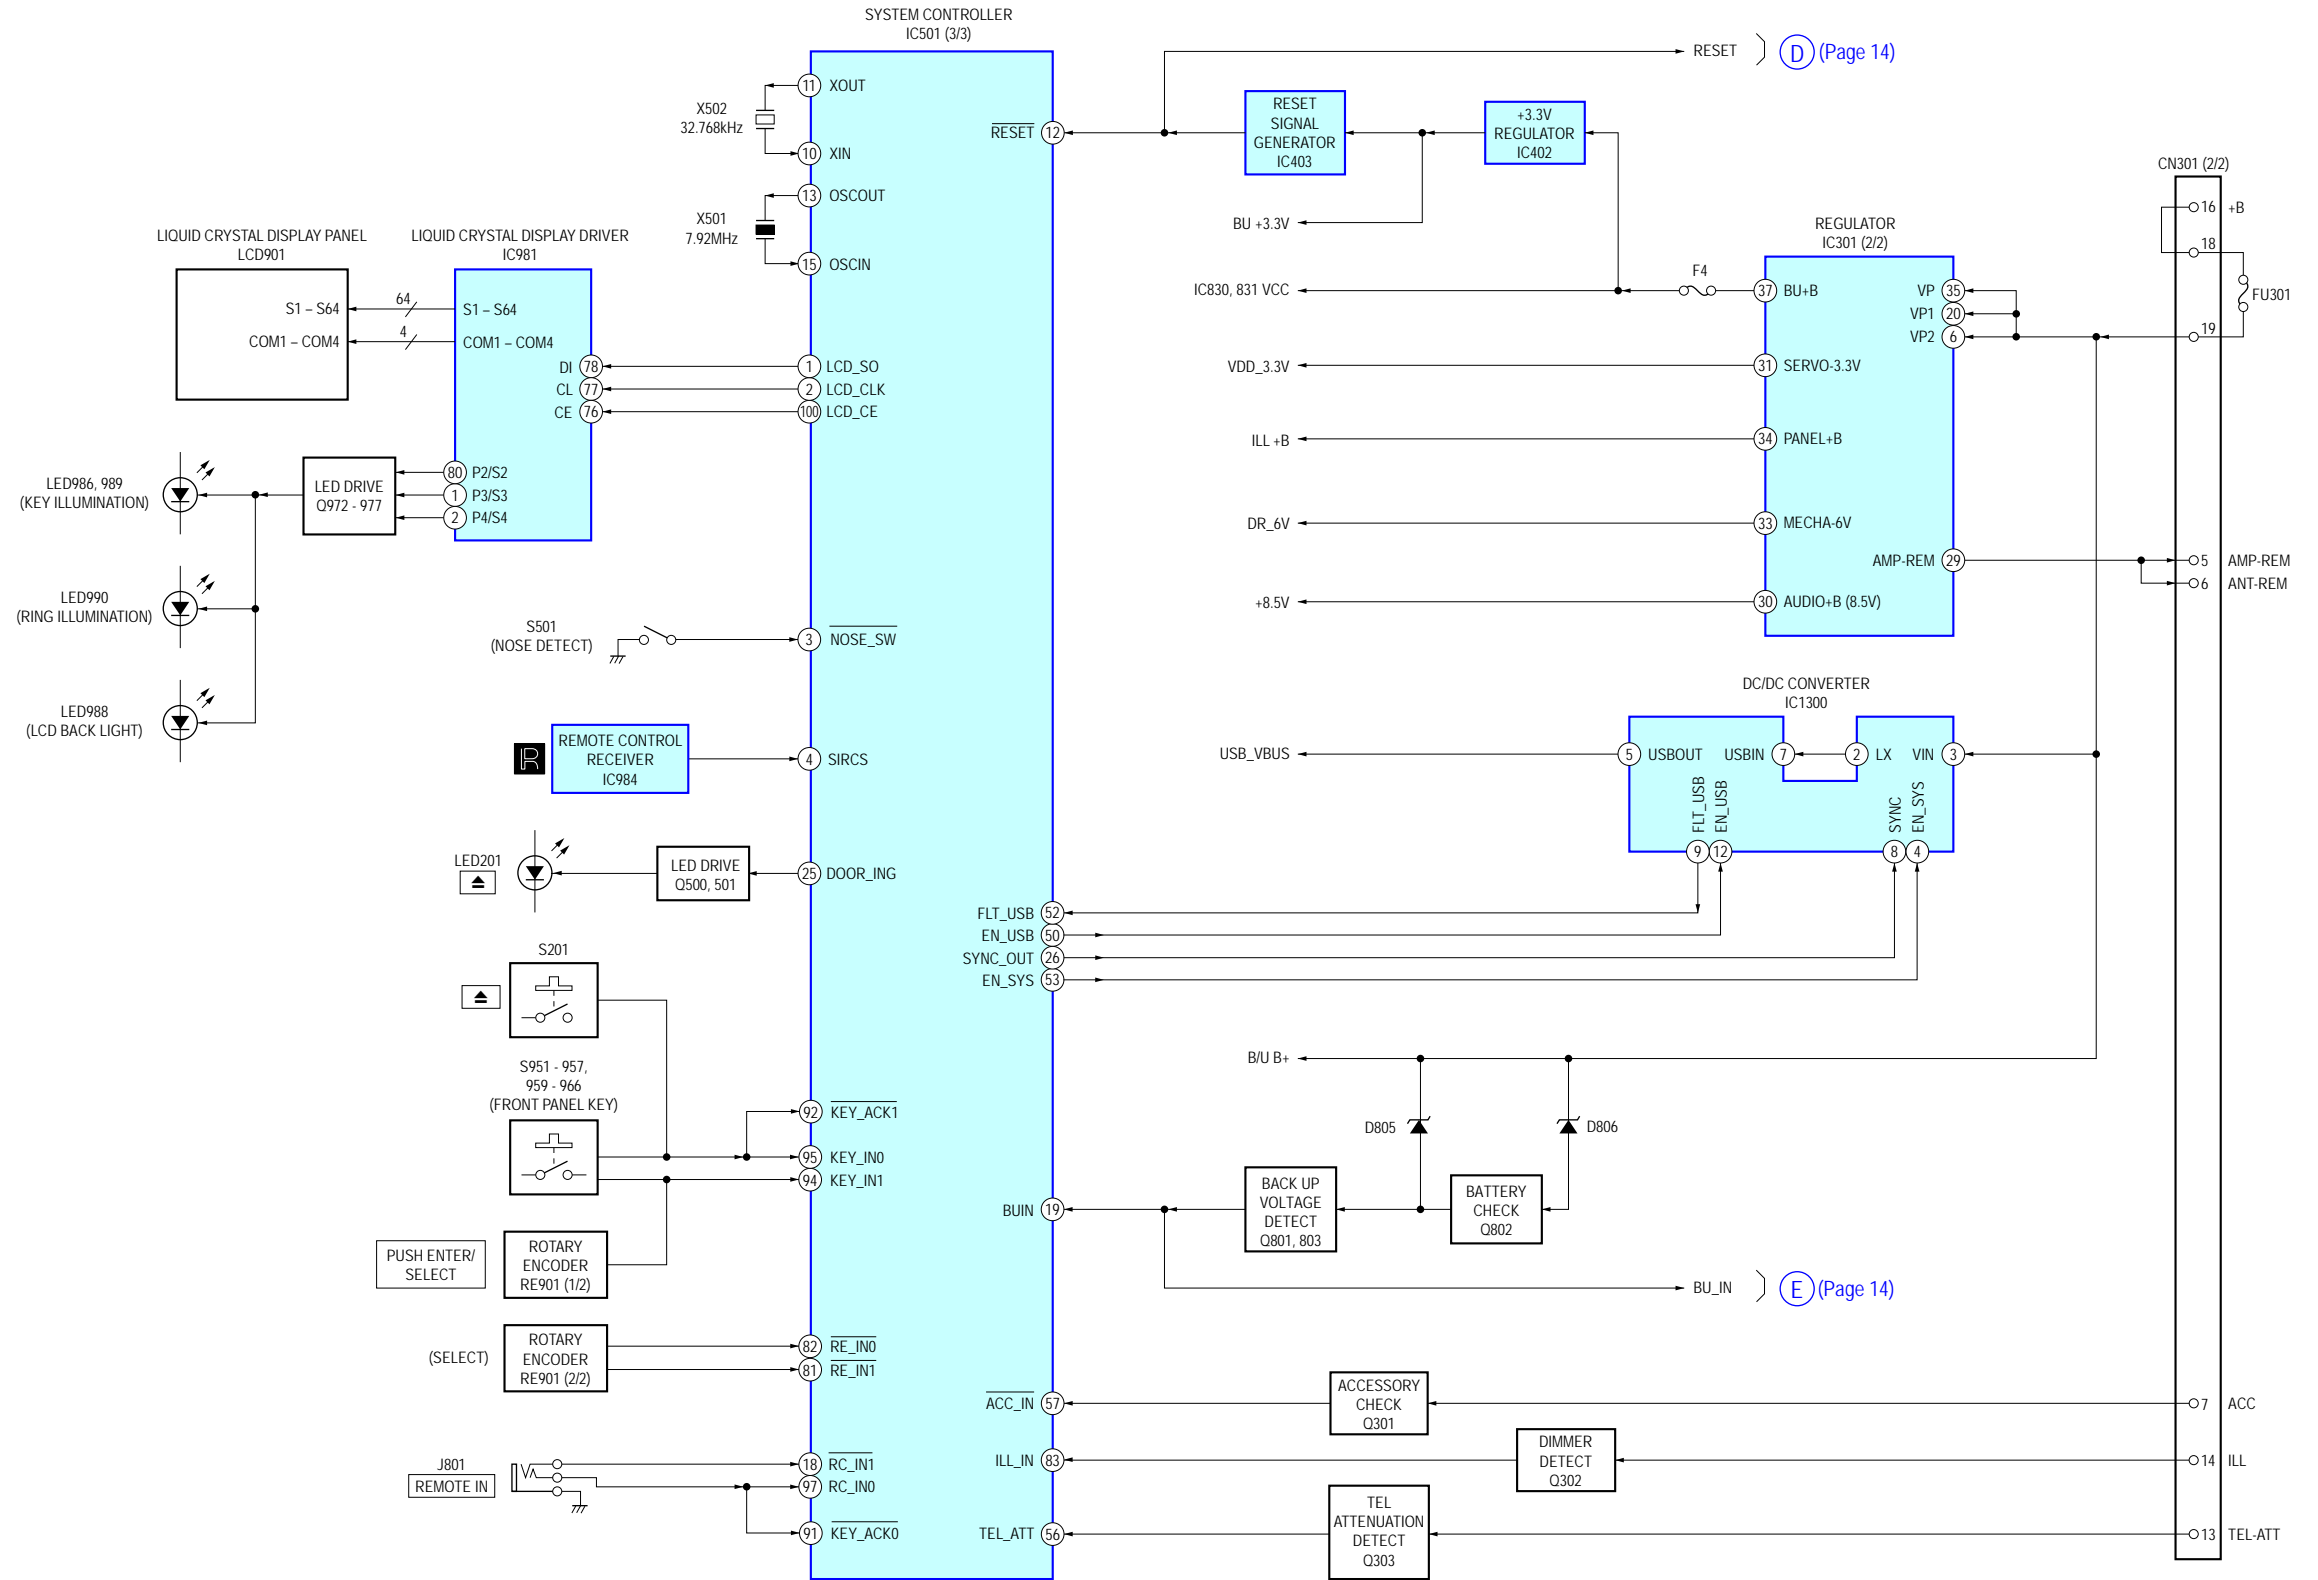 SYSTEM CONTROLLER
IC501 (3/3)
11 XOUT
X502
32.768kHz
10 XIN
13 OSCOUT
X501
7.92MHz
15 OSCIN
RESET 12
RESET
D (Page 14)
RESET
SIGNAL
GENERATOR
IC403
+3.3V
REGULATOR
IC402
BU +3.3V
CN301 (2/2)
16 +B
18
FU301
19
REGULATOR
IC301 (2/2)
IC830, 831 VCC
F4
37 BU+B
VP 35
VP1 20
VP2 6
VDD_3.3V
31 SERVO-3.3V
ILL +B
34 PANEL+B
DR_6V
33 MECHA-6V
AMP-REM 29
5 AMP-REM
6 ANT-REM
+8.5V
30 AUDIO+B (8.5V)
LIQUID CRYSTAL DISPLAY PANEL
LCD901
LIQUID CRYSTAL DISPLAY DRIVER
IC981
S1 – S64
64
S1 – S64
COM1 – COM4
4
COM1 – COM4
DI 78
1 LCD_SO
CL 77
2 LCD_CLK
CE 76
100 LCD_CE
80 P2/S2
1 P3/S3
2 P4/S4
LED DRIVE
Q972 - 977
LED986, 989
(KEY ILLUMINATION)
LED990
(RING ILLUMINATION)
LED988
(LCD BACK LIGHT)
S501
(NOSE DETECT)
3 NOSE_SW
R
REMOTE CONTROL
RECEIVER
IC984
4 SIRCS
LED201
LED DRIVE
Q500, 501
25 DOOR_ING
DC/DC CONVERTER
IC1300
USB_VBUS
5 USBOUT
USBIN 7
2 LX
VIN 3
FLT_USB
EN_USB
SYNC
EN_SYS
9 12 8 4
FLT_USB 52
EN_USB 50
SYNC_OUT 26
EN_SYS 53
S201
S951 - 957,
959 - 966
(FRONT PANEL KEY)
92 KEY_ACK1
95 KEY_IN0
94 KEY_IN1
B/U B+
D805
D806
BUIN 19
BACK UP
VOLTAGE
DETECT
Q801, 803
BATTERY
CHECK
Q802
BU_IN
E (Page 14)
PUSH ENTER/
SELECT
ROTARY
ENCODER
RE901 (1/2)
(SELECT)
ROTARY
ENCODER
RE901 (2/2)
82 RE_IN0
81 RE_IN1
ACC_IN 57
ACCESSORY
CHECK
Q301
7 ACC
ILL_IN 83
DIMMER
DETECT
Q302
14 ILL
J801
REMOTE IN
18 RC_IN1
97 RC_IN0
91 KEY_ACK0
TEL_ATT 56
TEL
ATTENUATION
DETECT
Q303
13 TEL-ATT